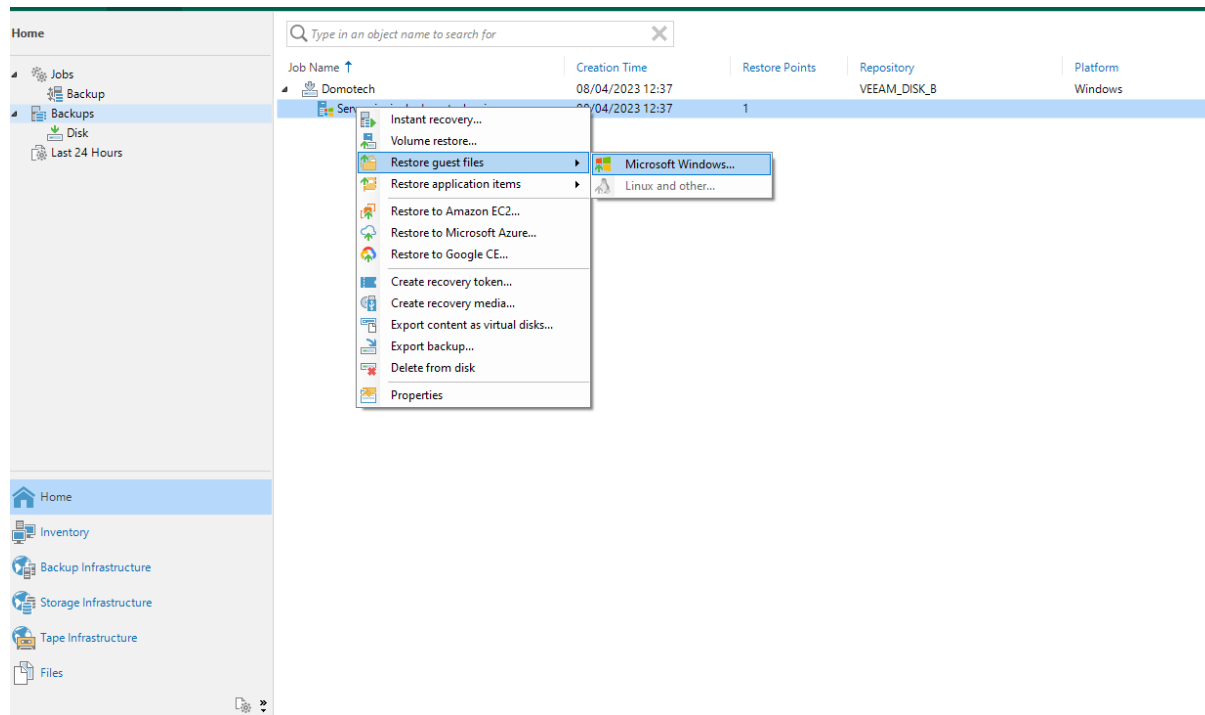 Home
Jobs
Backup
Backups
Disk
Last 24 Hours
Home
Inventory
Backup Infrastructure
Storage Infrastructure
Tape Infrastructure
Files
Type in an object name to search for
Job Name ↑ Creation Time Restore Points Repository Platform
Domotech 08/04/2023 12:37 VEEAM_DISK_B Windows
08/04/2023 12:37 1
Instant recovery...
Volume restore...
Restore guest files
Restore application items
Restore to Amazon EC2...
Restore to Microsoft Azure...
Restore to Google CE...
Create recovery token...
Create recovery media...
Export content as virtual disks...
Export backup...
Delete from disk
Properties
Microsoft Windows...
Linux and other...